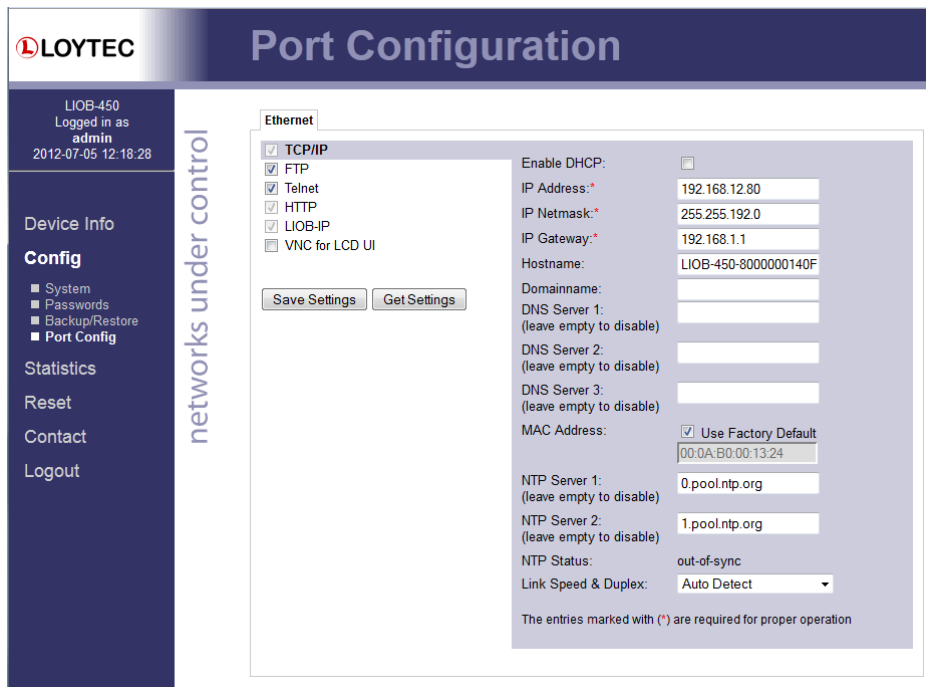 LOYTEC
Port Configuration
LIOB-450
Logged in as
admin
2012-07-05 12:18:28
Device Info
Config
System
Passwords
Backup/Restore
Port Config
Statistics
Reset
Contact
Logout
networks under control
Ethernet
TCP/IP
FTP
Telnet
HTTP
LIOB-IP
VNC for LCD UI
Save Settings Get Settings
Enable DHCP:
IP Address:* 192.168.12.80
IP Netmask:* 255.255.192.0
IP Gateway:* 192.168.1.1
Hostname: LIOB-450-8000000140F
Domainname:
DNS Server 1:
(leave empty to disable)
DNS Server 2:
(leave empty to disable)
DNS Server 3:
(leave empty to disable)
MAC Address: Use Factory Default
00:0A:B0:00:13:24
NTP Server 1: 0.pool.ntp.org
(leave empty to disable)
NTP Server 2: 1.pool.ntp.org
(leave empty to disable)
NTP Status: out-of-sync
Link Speed & Duplex: Auto Detect
The entries marked with (*) are required for proper operation